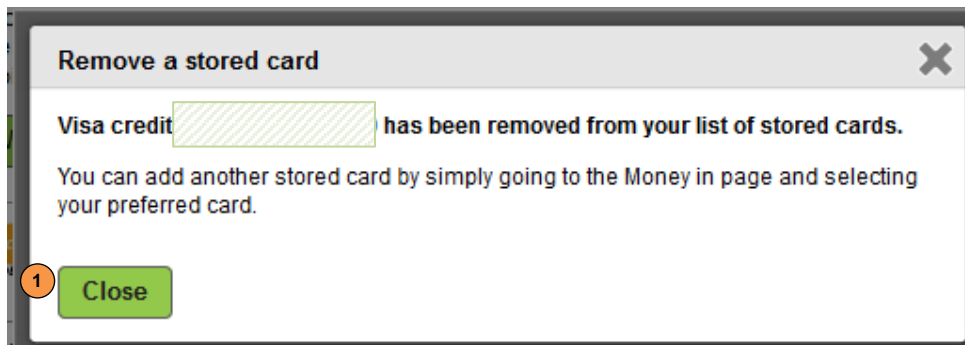 Remove a stored card
Visa credit has been removed from your list of stored cards.
You can add another stored card by simply going to the Money in page and selecting
your preferred card.
1
Close